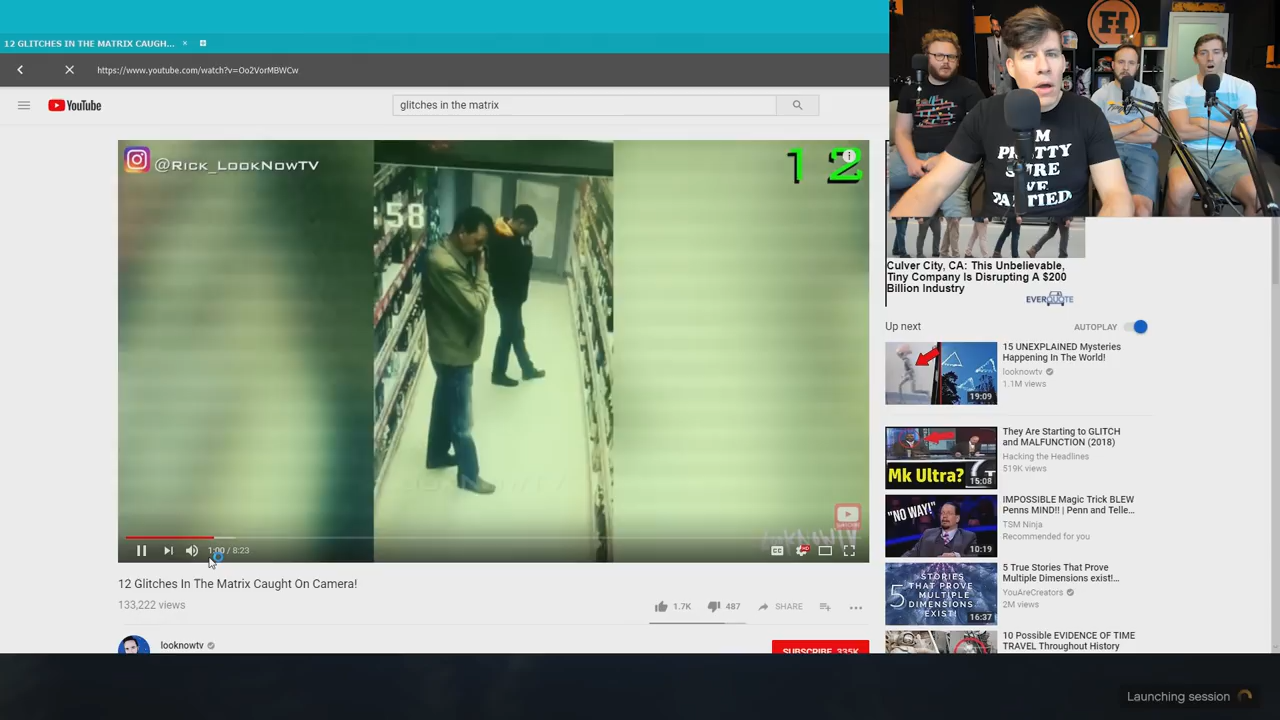 12 GLITCHES IN THE MATRIX CAUGH...
https://www.youtube.com/watch?v=Oo2VorMBWCw
YouTube
glitches in the matrix
@Rick_LookNowTV
12
:58
1:00 / 8:23
12 Glitches In The Matrix Caught On Camera!
133,222 views
1.7K
487
SHARE
looknowtv
SUBSCRIBE 335K
I'M
PRETTY
SURE
WE'VE
PARTIED.
Culver City, CA: This Unbelievable,
Tiny Company Is Disrupting A $200
Billion Industry
EVERQUOTE
Up next
AUTOPLAY
15 UNEXPLAINED Mysteries
Happening In The World!
looknowtv
1.1M views
19:09
They Are Starting to GLITCH
and MALFUNCTION (2018)
Hacking the Headlines
519K views
Mk Ultra?
15:08
IMPOSSIBLE Magic Trick BLEW
Penns MIND!! | Penn and Telle...
TSM Ninja
Recommended for you
"NO WAY!"
10:19
5 True Stories That Prove
Multiple Dimensions exist!...
YouAreCreators
2M views
5 STORIES
THAT PROVE
MULTIPLE
DIMENSIONS
EXIST!
16:37
10 Possible EVIDENCE OF TIME
TRAVEL Throughout History
Launching session